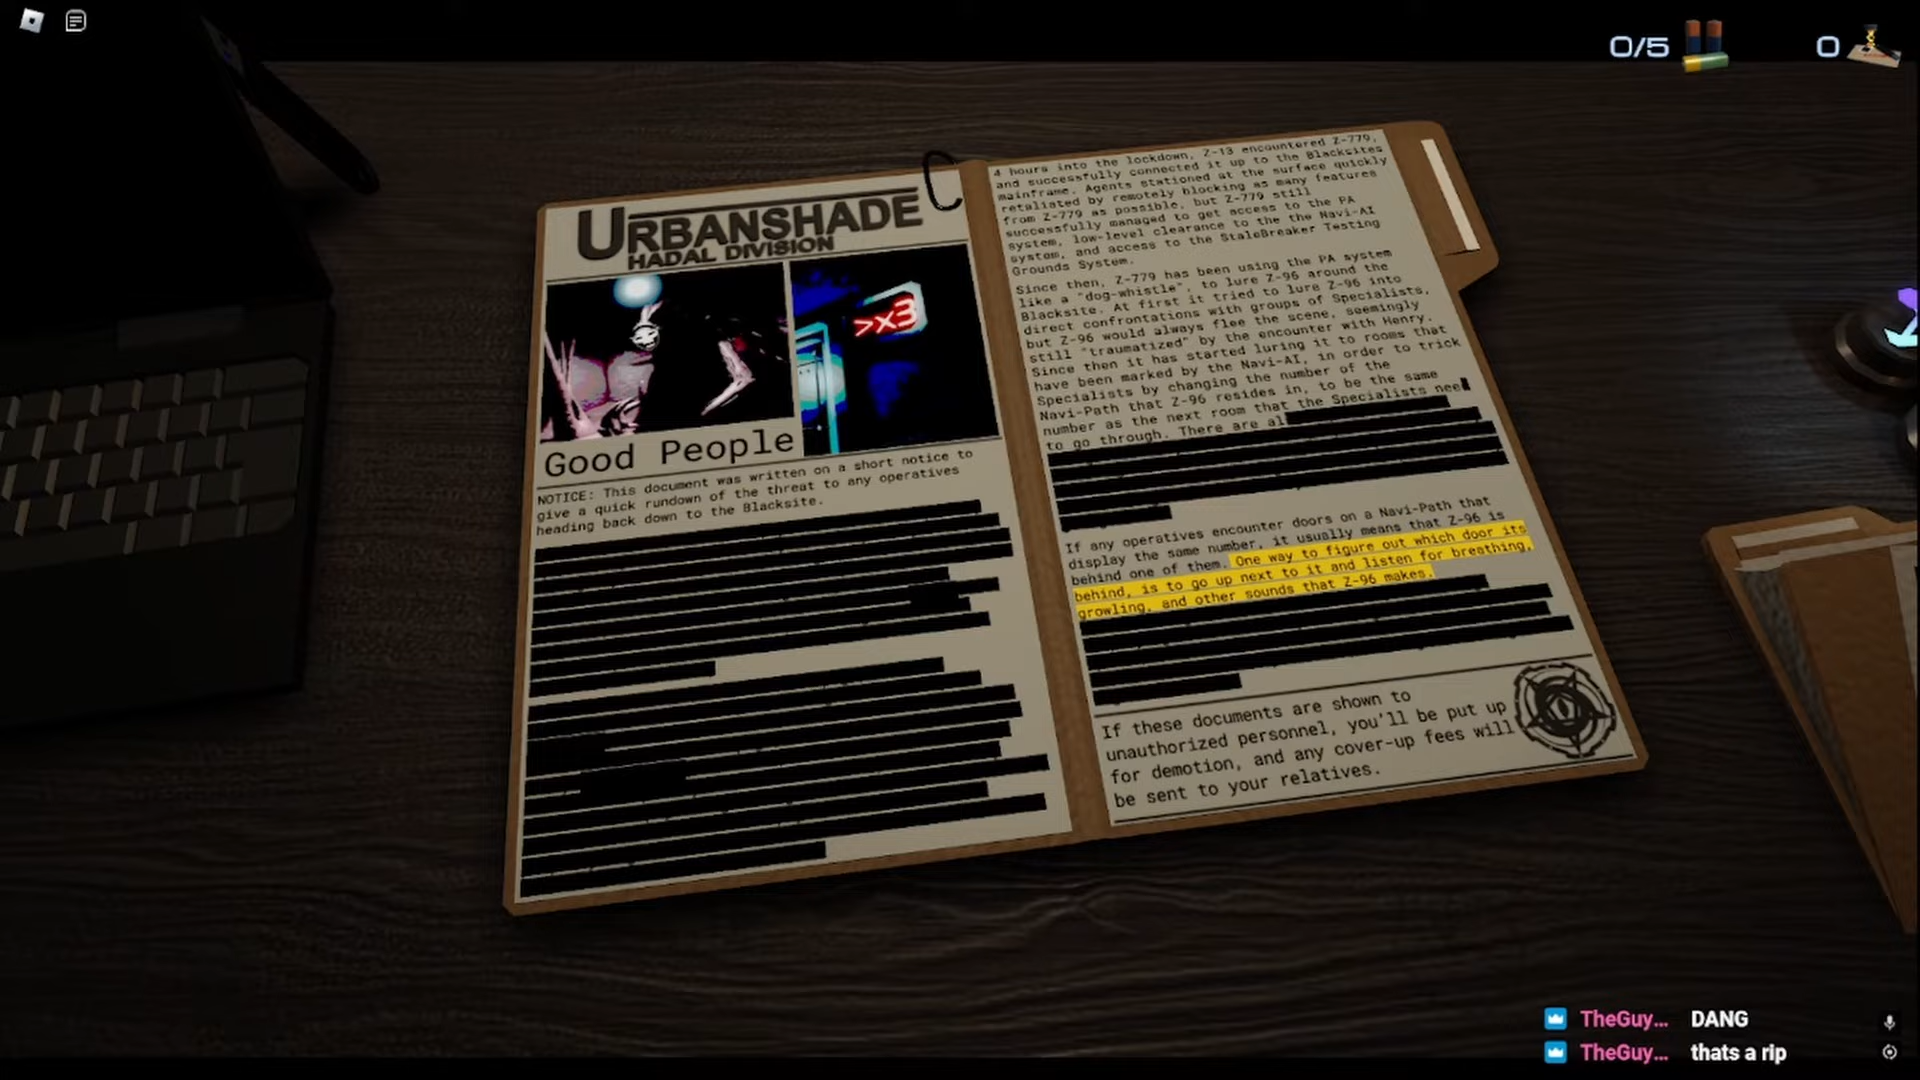 0/5
0
URBANSHADE
HADAL DIVISION
>x3
Good People
NOTICE: This document was written on a short notice to
give a quick rundown of the threat to any operatives
heading back down to the Blacksite.
4 hours into the lockdown, Z-13 encountered Z-779,
and successfully connected it up to the Blacksites
mainframe. Agents stationed at the surface quickly
retaliated by remotely blocking as many features
from Z-779 as possible, but Z-779 still
successfully managed to get access to the PA
system, low-level clearance to the the Navi-AI
system, and access to the StaleBreaker Testing
Grounds System.
Since then, Z-779 has been using the PA system
like a "dog-whistle", to lure Z-96 around the
Blacksite. At first it tried to lure Z-96 into
direct confrontations with groups of Specialists,
but Z-96 would always flee the scene, seemingly
still "traumatized" by the encounter with Henry.
Since then it has started luring it to rooms that
have been marked by the Navi-AI, in order to trick
Specialists by changing the number of the
Navi-Path that Z-96 resides in, to be the same
number as the next room that the Specialists nee
to go through. There are al
If any operatives encounter doors on a Navi-Path that
display the same number, it usually means that Z-96 is
behind one of them. One way to figure out which door its
behind, is to go up next to it and listen for breathing,
growling, and other sounds that Z-96 makes.
If these documents are shown to
unauthorized personnel, you'll be put up
for demotion, and any cover-up fees will
be sent to your relatives.
TheGuy... DANG
TheGuy... thats a rip